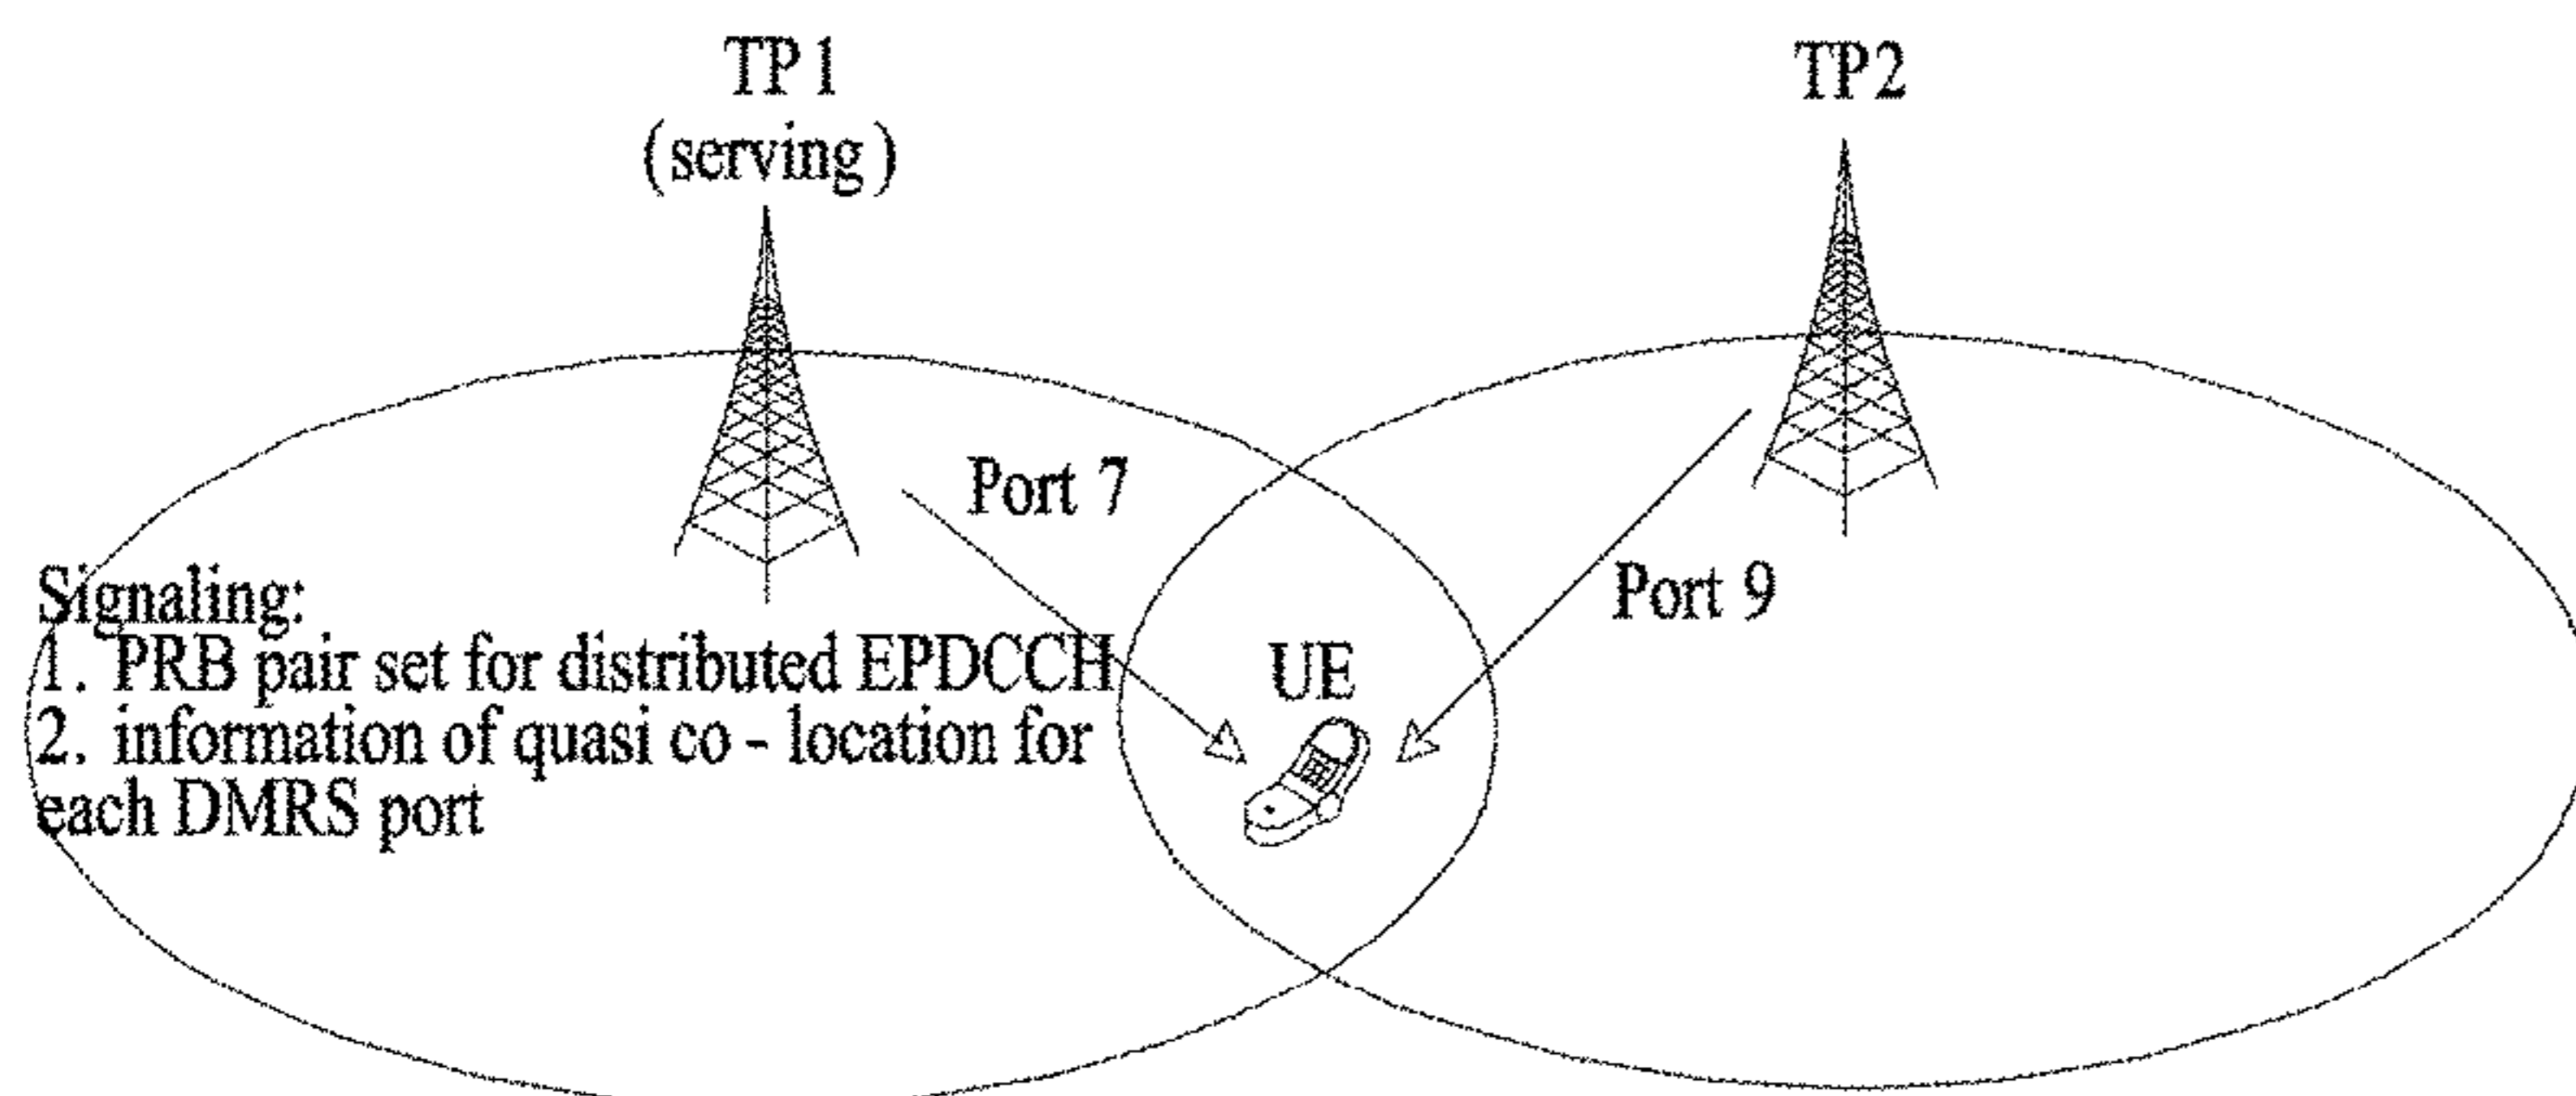 TP1
(serving)
TP2
Port 7
Port 9
UE
Signaling:
1. PRB pair set for distributed EPDCCH
2. information of quasi co - location for
each DMRS port